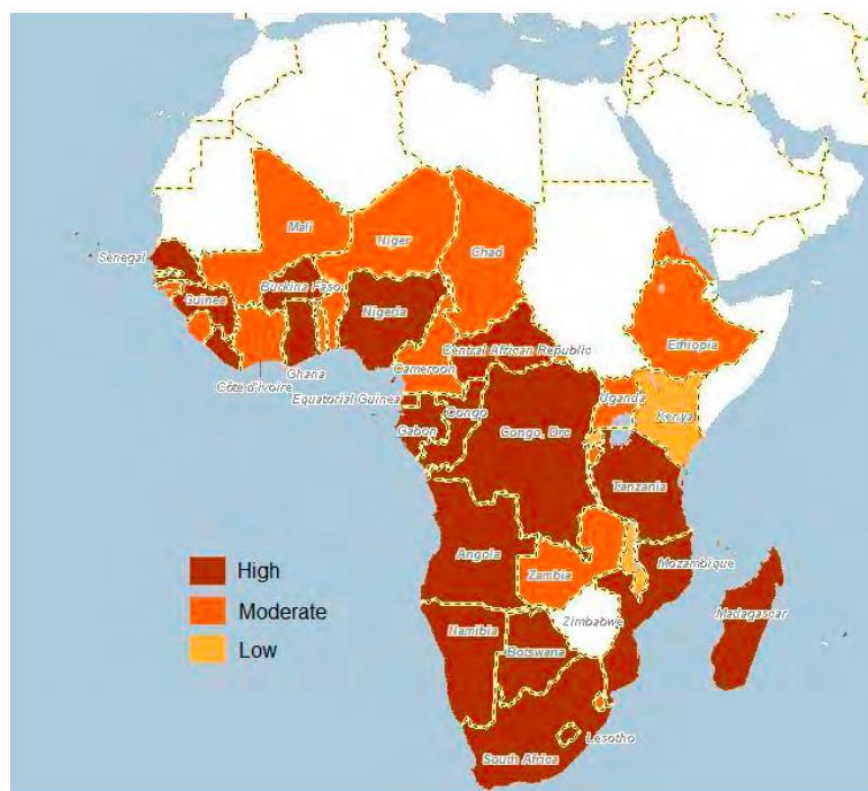 Mali
Niger
Chad
Senegal
Burkina Faso
Guinea
Nigeria
Ethiopia
Central African Republic
Ghana
Cameroon
Côte d'ivoire
Equatorial Guinea
Uganda
Kenya
Congo
Gabon
Congo, Drc
Tanzania
Angola
Mozambique
Zambia
Madagascar
Zimbabwe
Namibia
Botswana
Lesotho
South Africa
High
Moderate
Low